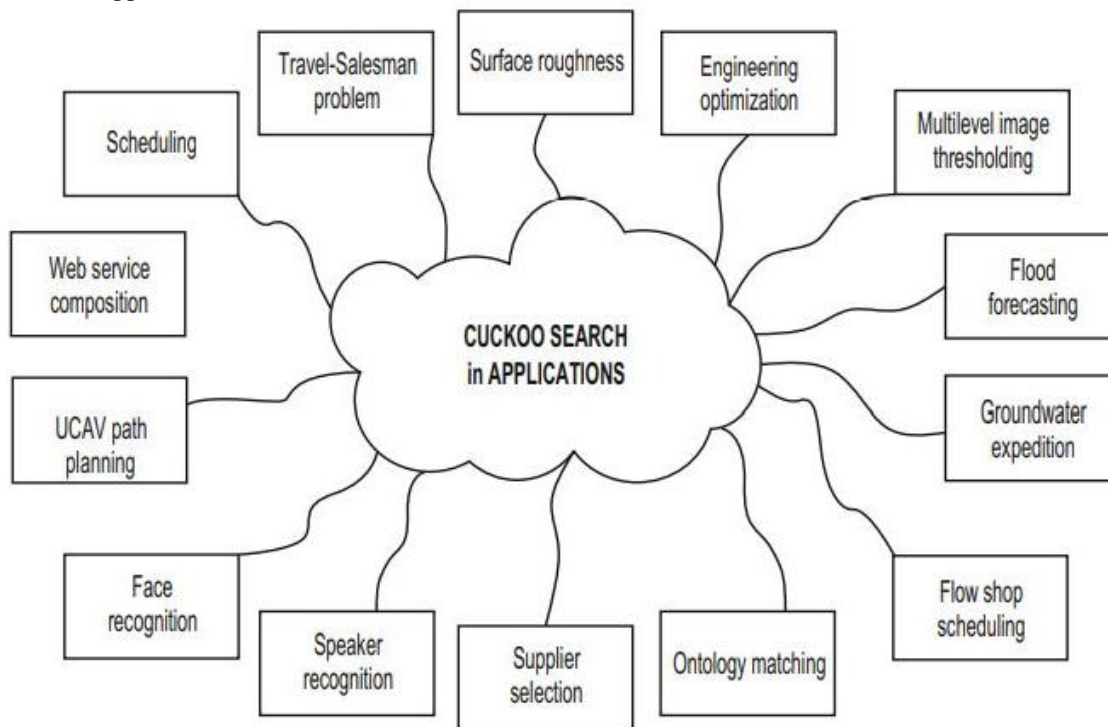 Travel-Salesman
problem
Surface roughness
Engineering
optimization
Scheduling
Multilevel image
thresholding
Web service
composition
CUCKOO SEARCH
in APPLICATIONS
Flood
forecasting
UCAV path
planning
Groundwater
expedition
Face
recognition
Speaker
recognition
Supplier
selection
Ontology matching
Flow shop
scheduling